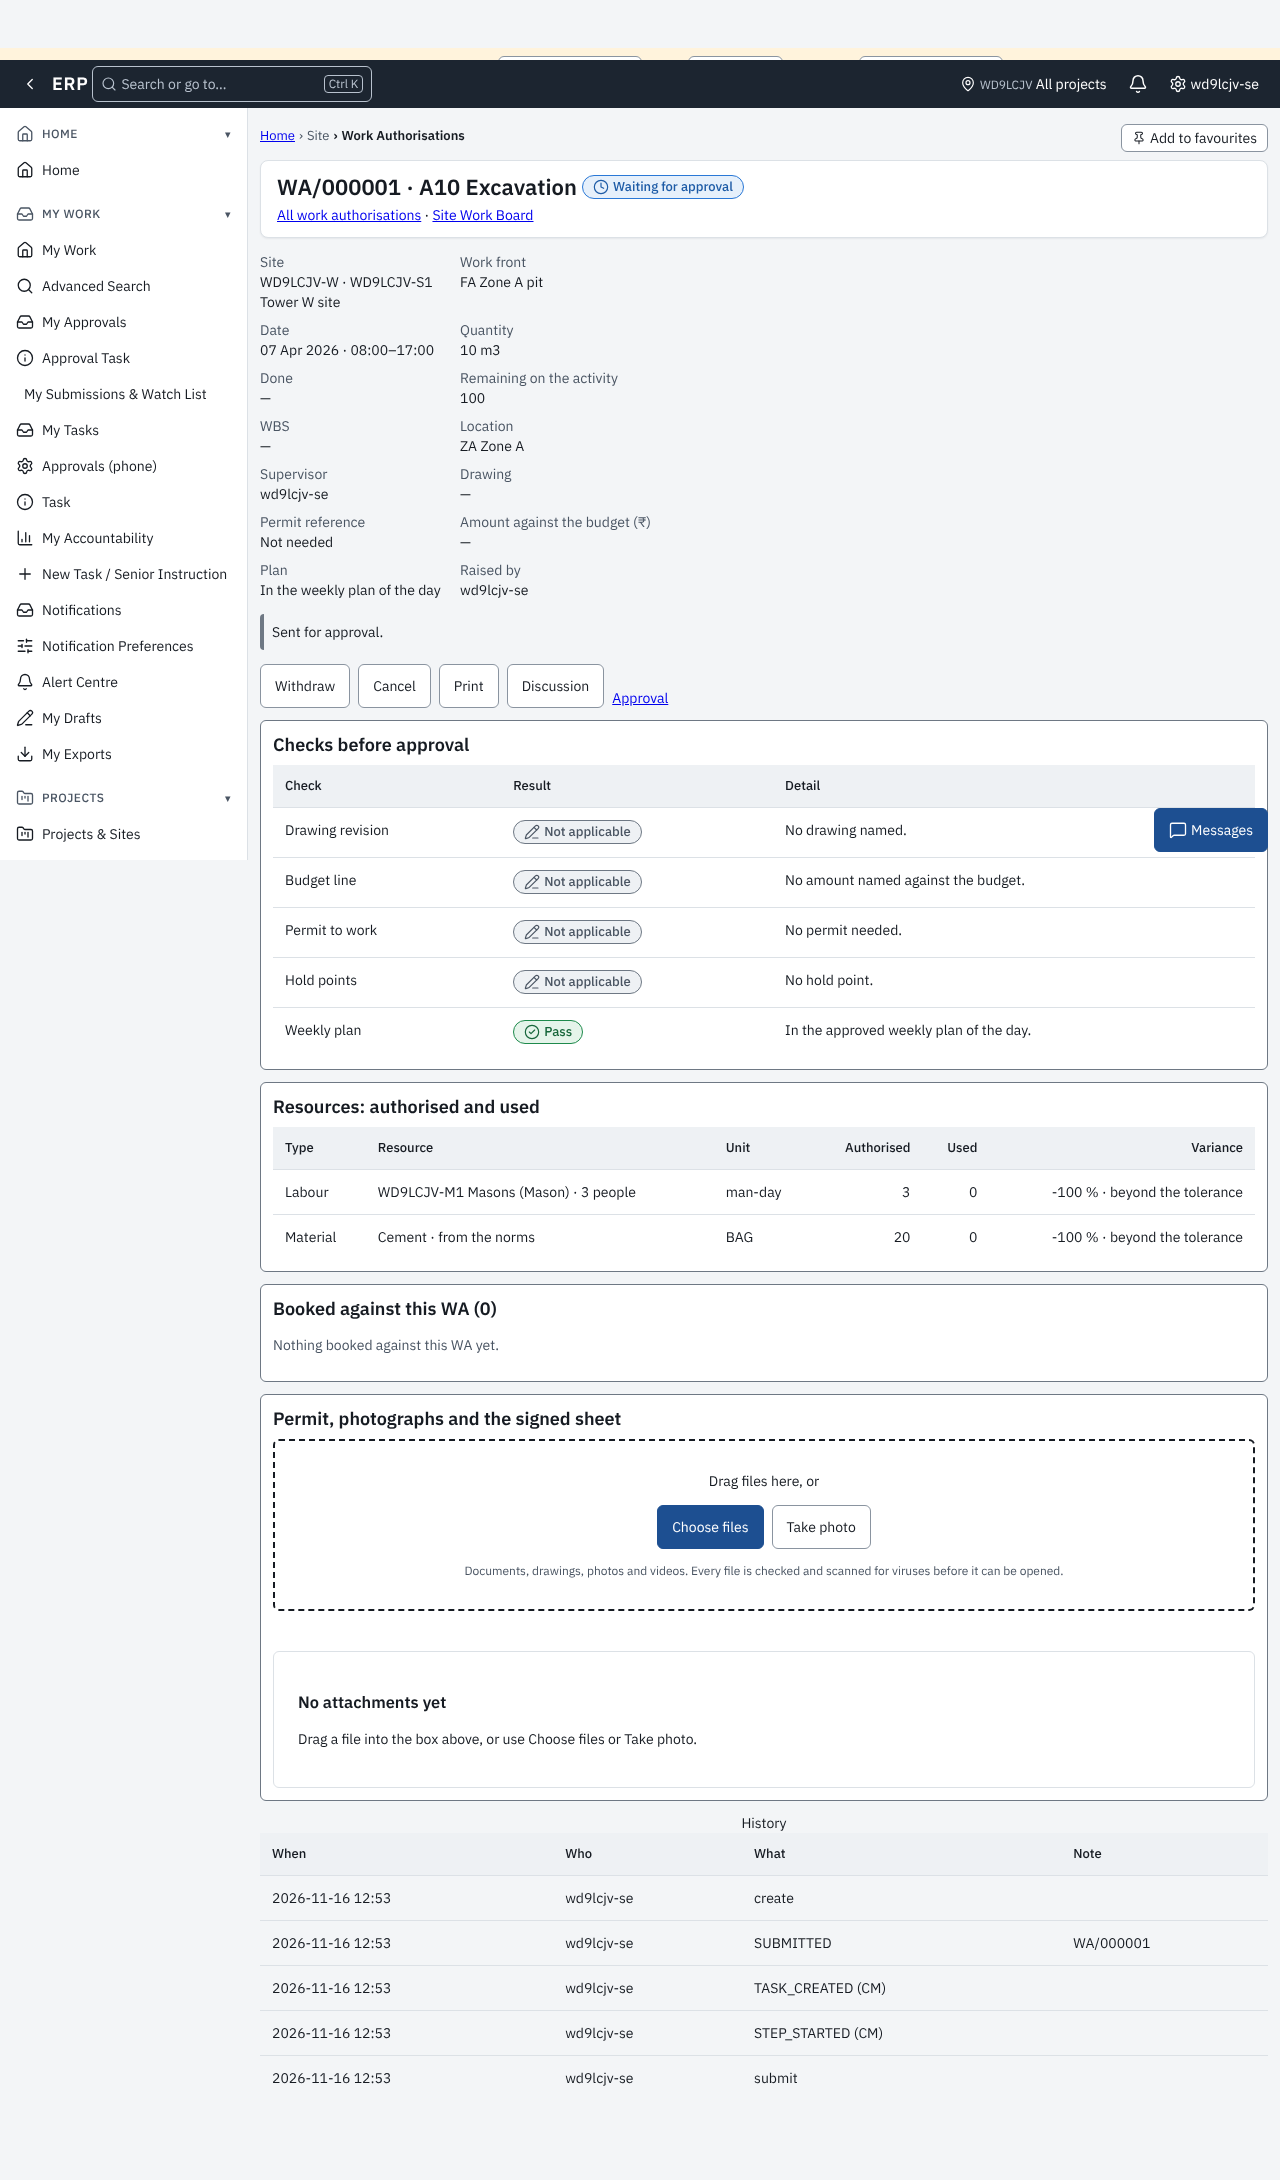 ERP
Search or go to...
Ctrl K
WD9LCJV All projects
wd9lcjv-se
HOME
Home
MY WORK
My Work
Advanced Search
My Approvals
Approval Task
My Submissions & Watch List
My Tasks
Approvals (phone)
Task
My Accountability
New Task / Senior Instruction
Notifications
Notification Preferences
Alert Centre
My Drafts
My Exports
PROJECTS
Projects & Sites
Home › Site › Work Authorisations
Add to favourites
WA/000001 · A10 Excavation
Waiting for approval
All work authorisations · Site Work Board
Site
WD9LCJV-W · WD9LCJV-S1
Tower W site
Work front
FA Zone A pit
Date
07 Apr 2026 · 08:00–17:00
Quantity
10 m3
Done
—
Remaining on the activity
100
WBS
—
Location
ZA Zone A
Supervisor
wd9lcjv-se
Drawing
—
Permit reference
Not needed
Amount against the budget (₹)
—
Plan
In the weekly plan of the day
Raised by
wd9lcjv-se
Sent for approval.
Withdraw
Cancel
Print
Discussion
Approval
Checks before approval
Check Result Detail
Drawing revision Not applicable No drawing named.
Messages
Budget line Not applicable No amount named against the budget.
Permit to work Not applicable No permit needed.
Hold points Not applicable No hold point.
Weekly plan Pass In the approved weekly plan of the day.
Resources: authorised and used
Type Resource Unit Authorised Used Variance
Labour WD9LCJV-M1 Masons (Mason) · 3 people man-day 3 0 -100 % · beyond the tolerance
Material Cement · from the norms BAG 20 0 -100 % · beyond the tolerance
Booked against this WA (0)
Nothing booked against this WA yet.
Permit, photographs and the signed sheet
Drag files here, or
Choose files
Take photo
Documents, drawings, photos and videos. Every file is checked and scanned for viruses before it can be opened.
No attachments yet
Drag a file into the box above, or use Choose files or Take photo.
History
When Who What Note
2026-11-16 12:53 wd9lcjv-se create
2026-11-16 12:53 wd9lcjv-se SUBMITTED WA/000001
2026-11-16 12:53 wd9lcjv-se TASK_CREATED (CM)
2026-11-16 12:53 wd9lcjv-se STEP_STARTED (CM)
2026-11-16 12:53 wd9lcjv-se submit